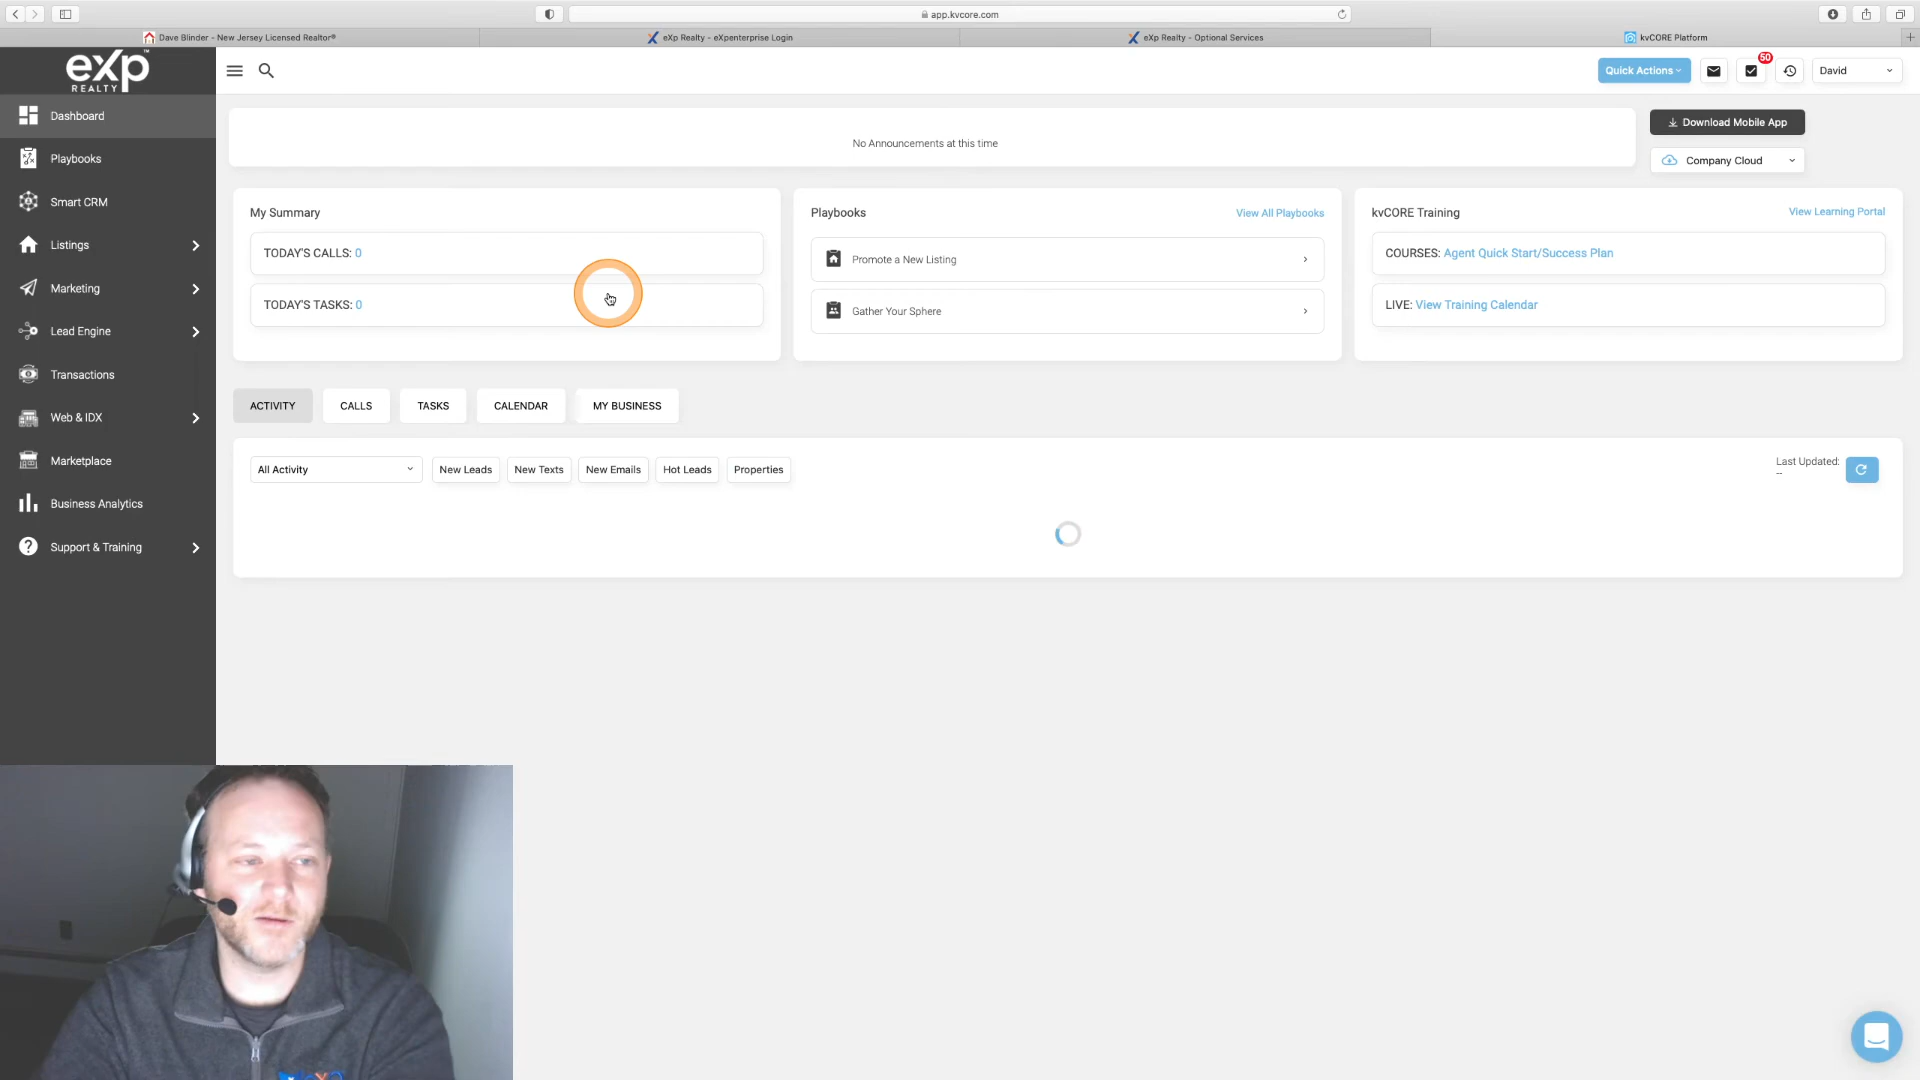 app.kvcore.com
Dave Blinder - New Jersey Licensed Realtor®
eXp Realty - eXpenterprise Login
eXp Realty - Optional Services
kvCORE Platform
eXp™
REALTY
Quick Actions
50
David
Dashboard
Playbooks
Smart CRM
Listings
Marketing
Lead Engine
Transactions
Web & IDX
Marketplace
Business Analytics
Support & Training
No Announcements at this time
Download Mobile App
Company Cloud
My Summary
TODAY'S CALLS: 0
TODAY'S TASKS: 0
Playbooks
View All Playbooks
Promote a New Listing
Gather Your Sphere
kvCORE Training
View Learning Portal
COURSES: Agent Quick Start/Success Plan
LIVE: View Training Calendar
ACTIVITY
CALLS
TASKS
CALENDAR
MY BUSINESS
All Activity
New Leads
New Texts
New Emails
Hot Leads
Properties
Last Updated:
--